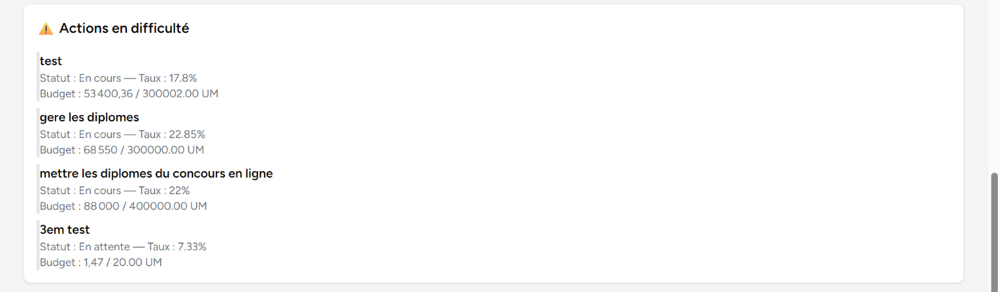 ⚠️ Actions en difficulté
test
Statut : En cours — Taux : 17.8%
Budget : 53 400,36 / 300002.00 UM
gere les diplomes
Statut : En cours — Taux : 22.85%
Budget : 68 550 / 300000.00 UM
mettre les diplomes du concours en ligne
Statut : En cours — Taux : 22%
Budget : 88 000 / 400000.00 UM
3em test
Statut : En attente — Taux : 7.33%
Budget : 1,47 / 20.00 UM